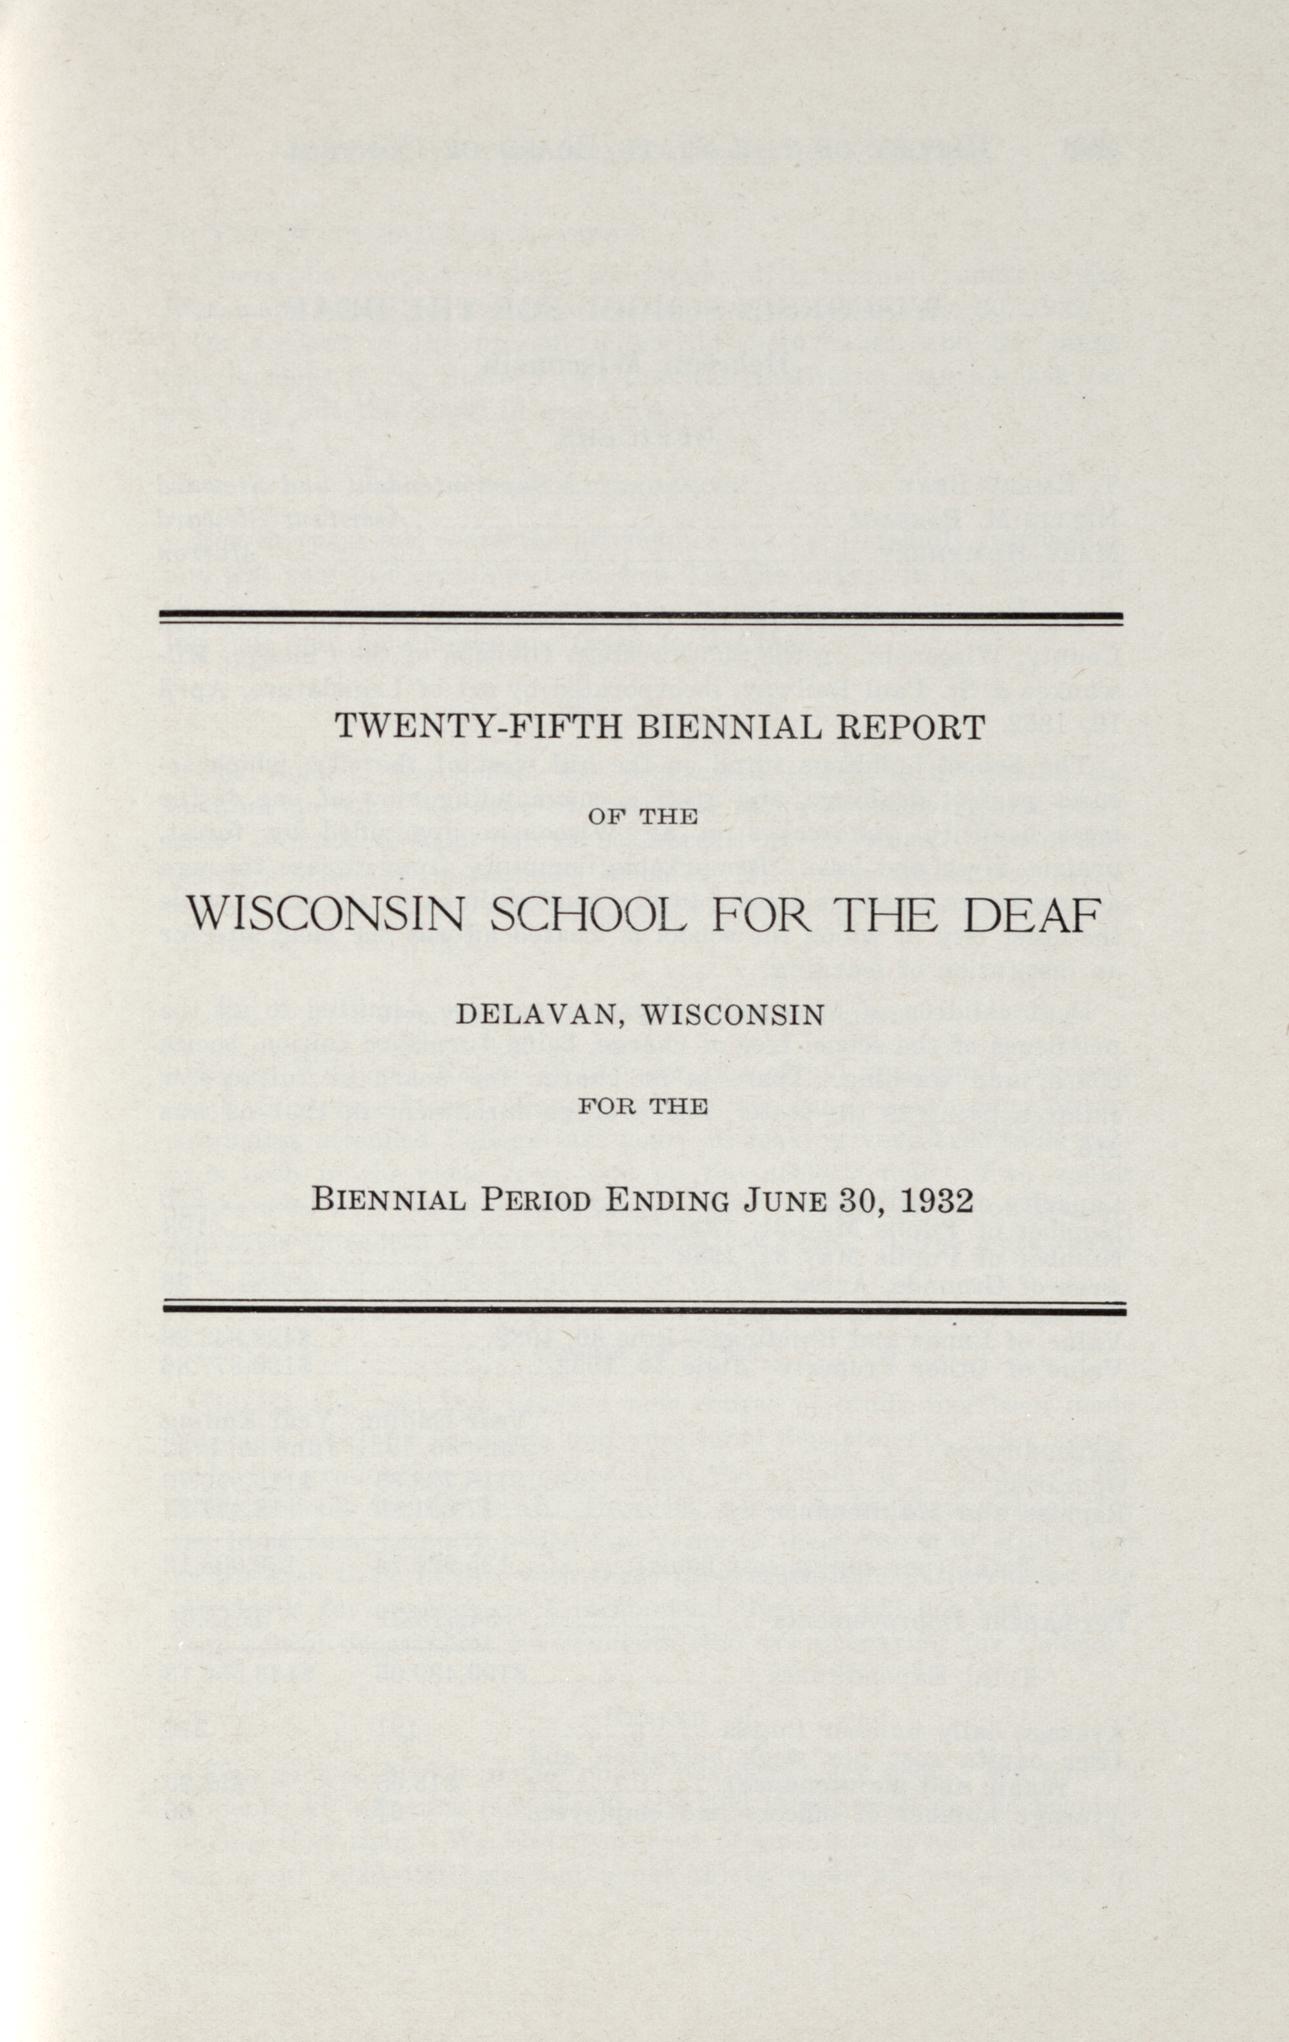 TWENTY-FIFTH BIENNIAL REPORT
OF THE
WISCONSIN SCHOOL FOR THE DEAF
DELAVAN, WISCONSIN
FOR THE
BIENNIAL PERIOD ENDING JUNE 30, 1932